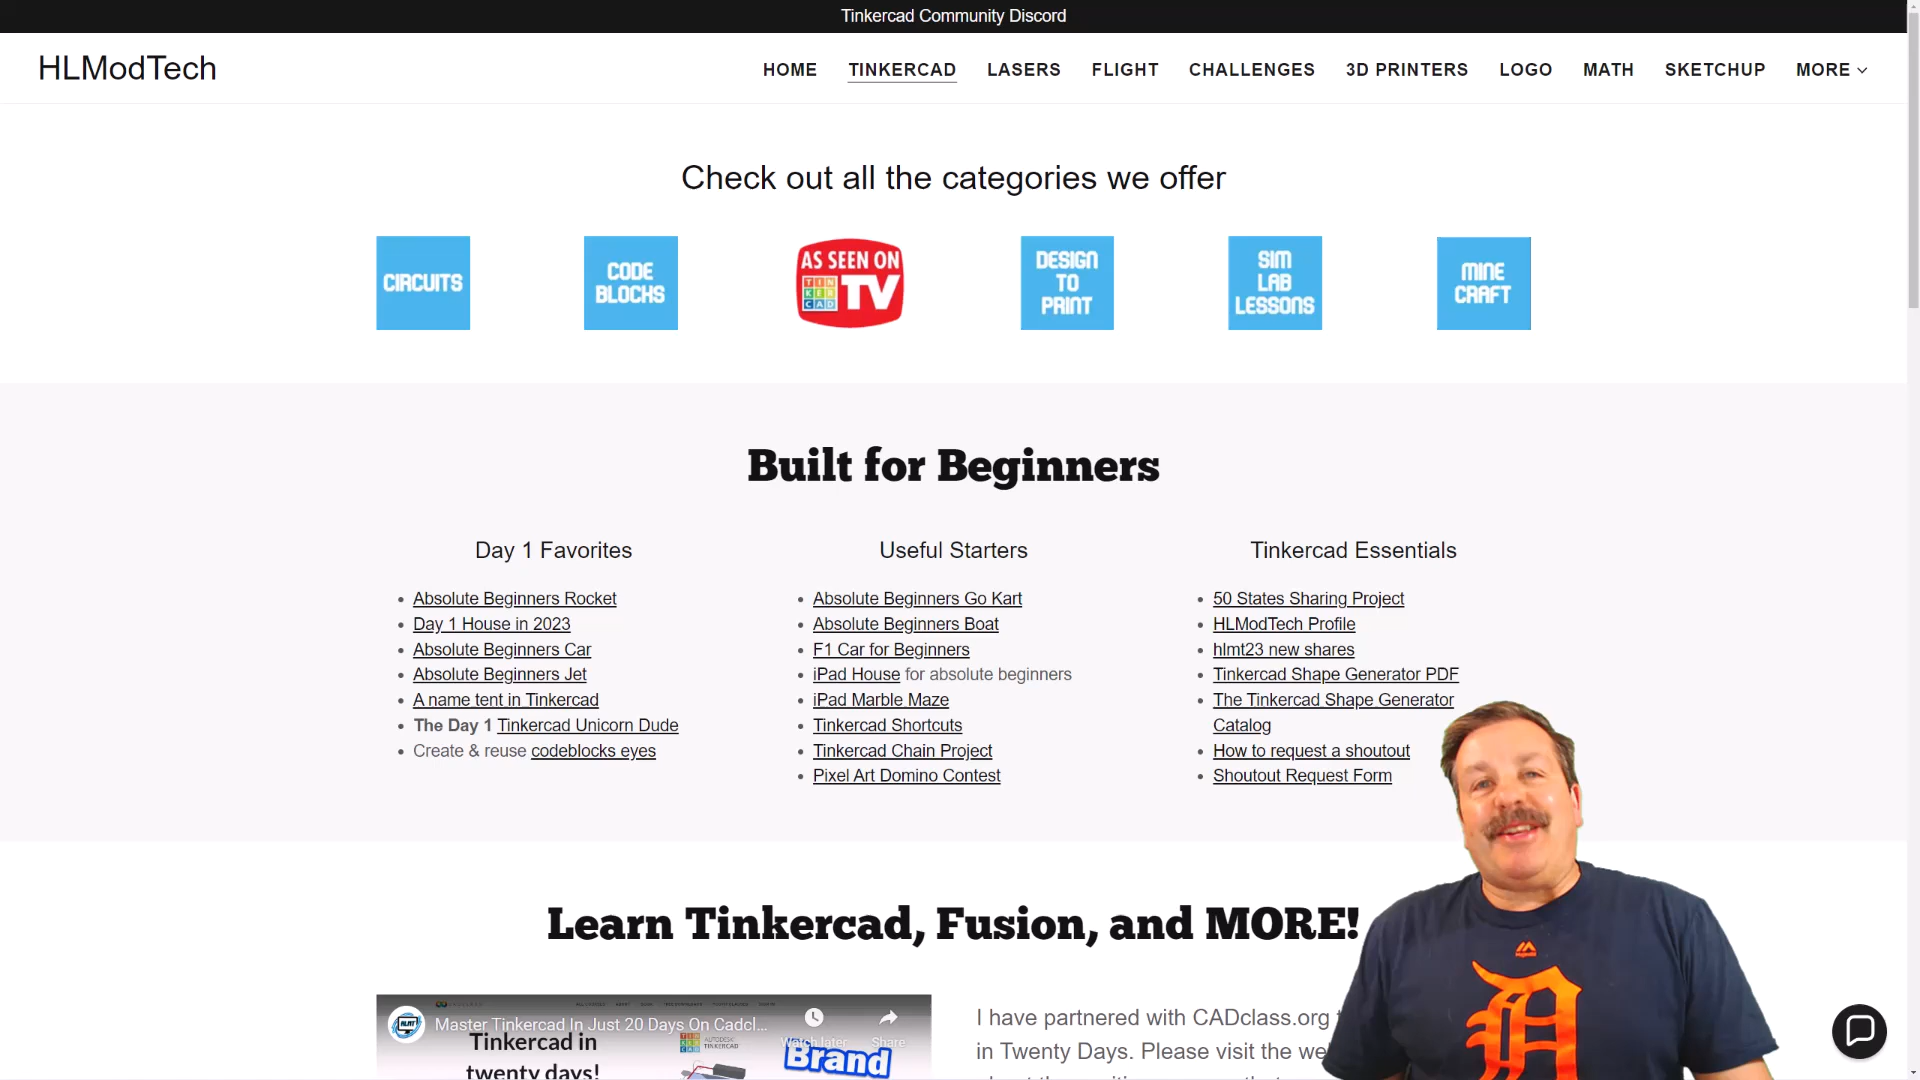 Tinkercad Community Discord
HLModTech
HOME TINKERCAD LASERS FLIGHT CHALLENGES 3D PRINTERS LOGO MATH SKETCHUP MORE
Check out all the categories we offer
CIRCUITS
CODE
BLOCKS
AS SEEN ON
TIN
KER
CAD
TV
DESIGN
TO
PRINT
SIM
LAB
LESSONS
MINE
CRAFT
Built for Beginners
Day 1 Favorites
Absolute Beginners Rocket
Day 1 House in 2023
Absolute Beginners Car
Absolute Beginners Jet
A name tent in Tinkercad
The Day 1 Tinkercad Unicorn Dude
Create & reuse codeblocks eyes
Useful Starters
Absolute Beginners Go Kart
Absolute Beginners Boat
F1 Car for Beginners
iPad House for absolute beginners
iPad Marble Maze
Tinkercad Shortcuts
Tinkercad Chain Project
Pixel Art Domino Contest
Tinkercad Essentials
50 States Sharing Project
HLModTech Profile
hlmt23 new shares
Tinkercad Shape Generator PDF
The Tinkercad Shape Generator
Catalog
How to request a shoutout
Shoutout Request Form
Learn Tinkercad, Fusion, and MORE!
HLMT
Master Tinkercad In Just 20 Days On Cadcl...
Watch later
Share
Tinkercad in
twenty days!
AUTODESK
TINKERCAD
Brand
I have partnered with CADclass.org
in Twenty Days. Please visit the
D